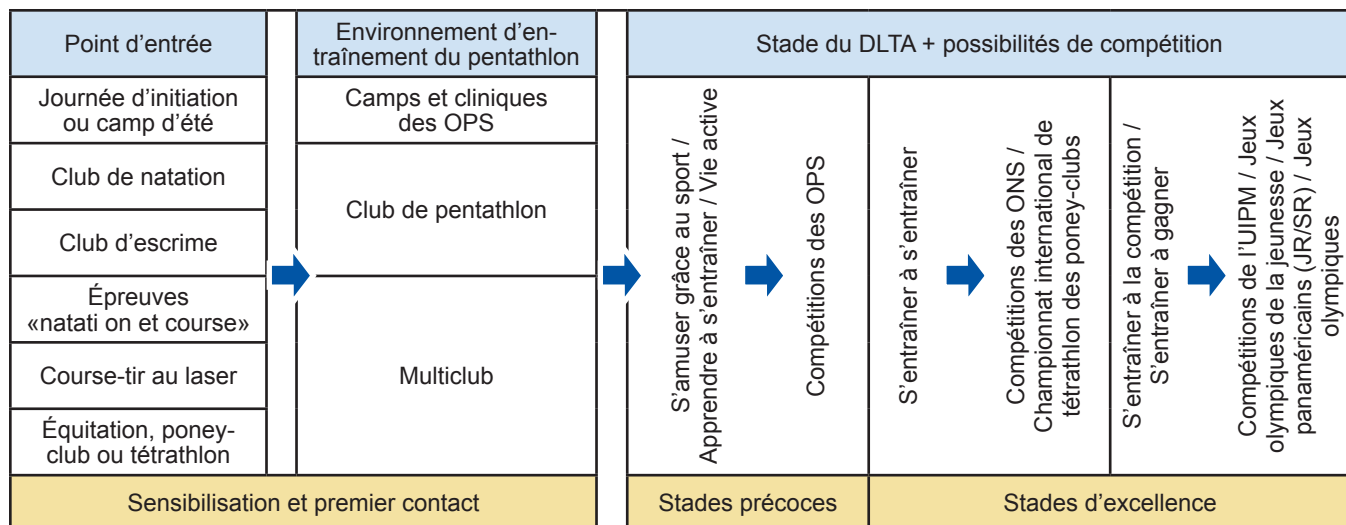 Point d'entrée
Environnement d'en-
traînement du pentathlon
Stade du DLTA + possibilités de compétition
Journée d'initiation
ou camp d'été
Club de natation
Club d'escrime
Épreuves
«natati on et course»
Course-tir au laser
Équitation, poney-
club ou tétrathlon
Camps et cliniques
des OPS
Club de pentathlon
Multiclub
S'amuser grâce au sport /
Apprendre à s'entraîner / Vie active
Compétitions des OPS
S'entraîner à s'entraîner
Compétitions des ONS /
Championnat international de
tétrathlon des poney-clubs
S'entraîner à la compétition /
S'entraîner à gagner
Compétitions de l'UIPM / Jeux
olympiques de la jeunesse / Jeux
panaméricains (JR/SR) / Jeux
olympiques
Sensibilisation et premier contact
Stades précoces
Stades d'excellence